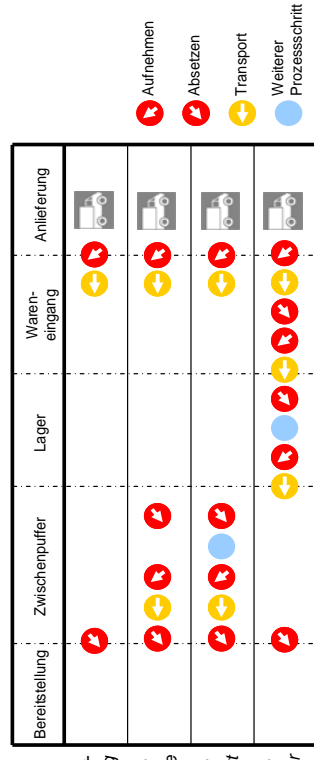 Bereitstellung
Zwischenpuffer
Lager
Waren-
eingang
Anlieferung
Aufnehmen
Absetzen
Transport
Weiterer
Prozessschritt